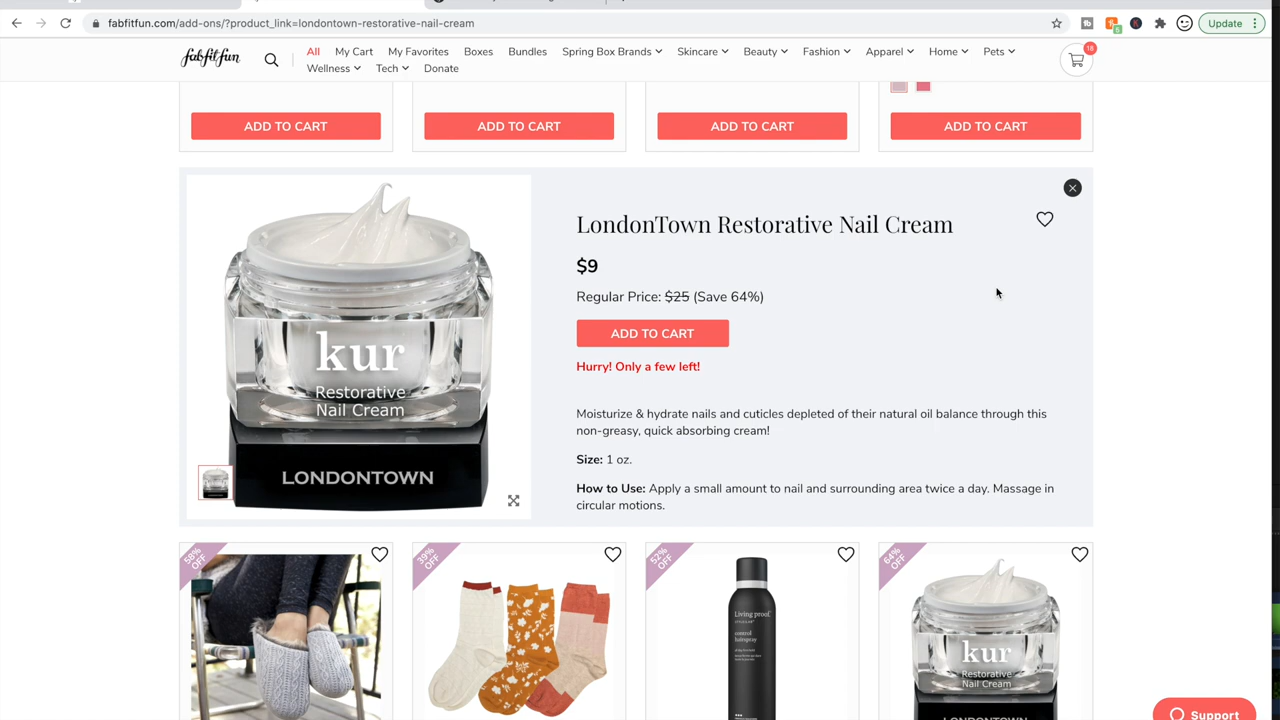 fabfitfun.com/add-ons/?product_link=londontown-restorative-nail-cream
Update
fabfitfun
All My Cart My Favorites Boxes Bundles Spring Box Brands Skincare Beauty Fashion Apparel Home Pets
Wellness Tech Donate
18
ADD TO CART ADD TO CART ADD TO CART ADD TO CART
LondonTown Restorative Nail Cream
$9
Regular Price: $25 (Save 64%)
ADD TO CART
Hurry! Only a few left!
Moisturize & hydrate nails and cuticles depleted of their natural oil balance through this
non-greasy, quick absorbing cream!
Size: 1 oz.
How to Use: Apply a small amount to nail and surrounding area twice a day. Massage in
circular motions.
kur
Restorative
Nail Cream
LONDONTOWN
58%
OFF
39%
OFF
52%
OFF
Living proof.
control
hairspray
64%
OFF
kur
Restorative
Nail Cream
LONDONTOWN
Support